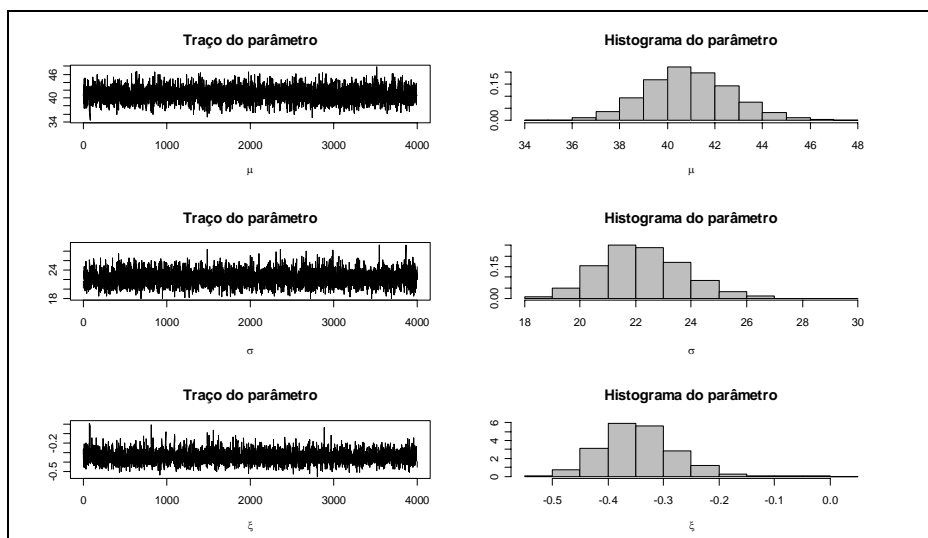 Traço do parâmetro
46
40
34
0 1000 2000 3000 4000
μ
Histograma do parâmetro
0.15
0.00
34 36 38 40 42 44 46 48
μ
Traço do parâmetro
24
18
0 1000 2000 3000 4000
σ
Histograma do parâmetro
0.15
0.00
18 20 22 24 26 28 30
σ
Traço do parâmetro
-0.2
-0.5
0 1000 2000 3000 4000
ξ
Histograma do parâmetro
6
4
2
0
-0.5 -0.4 -0.3 -0.2 -0.1 0.0
ξ